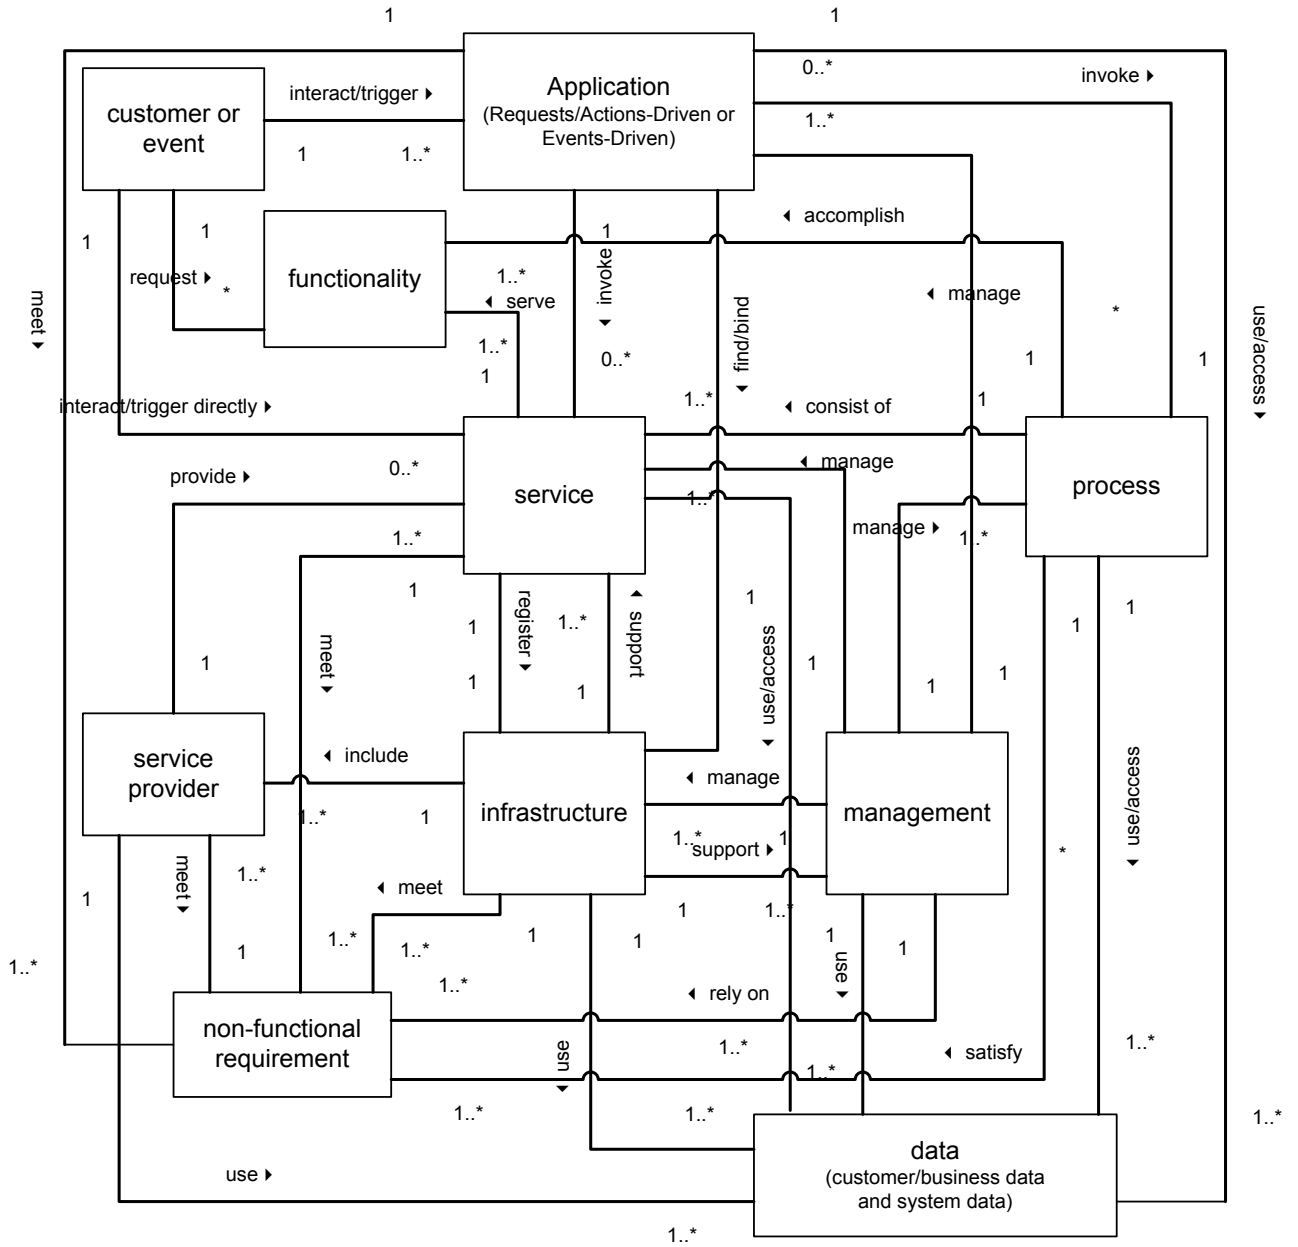 1
1
Application
(Requests/Actions-Driven or
Events-Driven)
0..*
invoke ▸
interact/trigger ▸
customer or
event
1..*
1
1..*
◂ accomplish
1
1
1
request ▸
*
functionality
1..*
◂ serve
invoke ▸
◂ manage
*
meet ▸
use/access ▸
1..*
1
0..*
find/bind ▸
1
1
interact/trigger directly ▸
1..*
◂ consist of
1
provide ▸
0..*
service
◂ manage
process
1..*
manage ▸
1..*
1..*
1
1
register ▸
1..*
support ▸
1
1
1
meet ▸
1
1
1
use/access ▸
1
1
1
service
provider
◂ include
infrastructure
◂ manage
management
use/access ▸
1..*
1
1..*
1
support ▸
*
meet ▸
1..*
1
◂ meet
1
1..*
1
1..*
1..*
1
1
1
use ▸
1
1..*
1..*
◂ rely on
non-functional
requirement
use ▸
1..*
◂ satisfy
1..*
1..*
1..*
1..*
1..*
data
(customer/business data
and system data)
use ▸
1..*